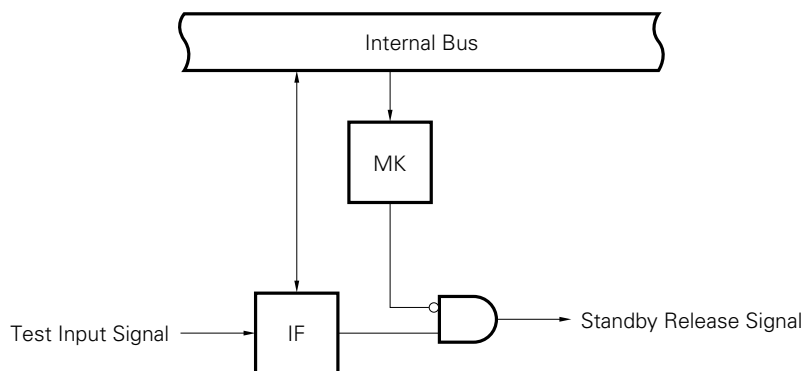 Internal Bus
MK
Test Input Signal
IF
Standby Release Signal